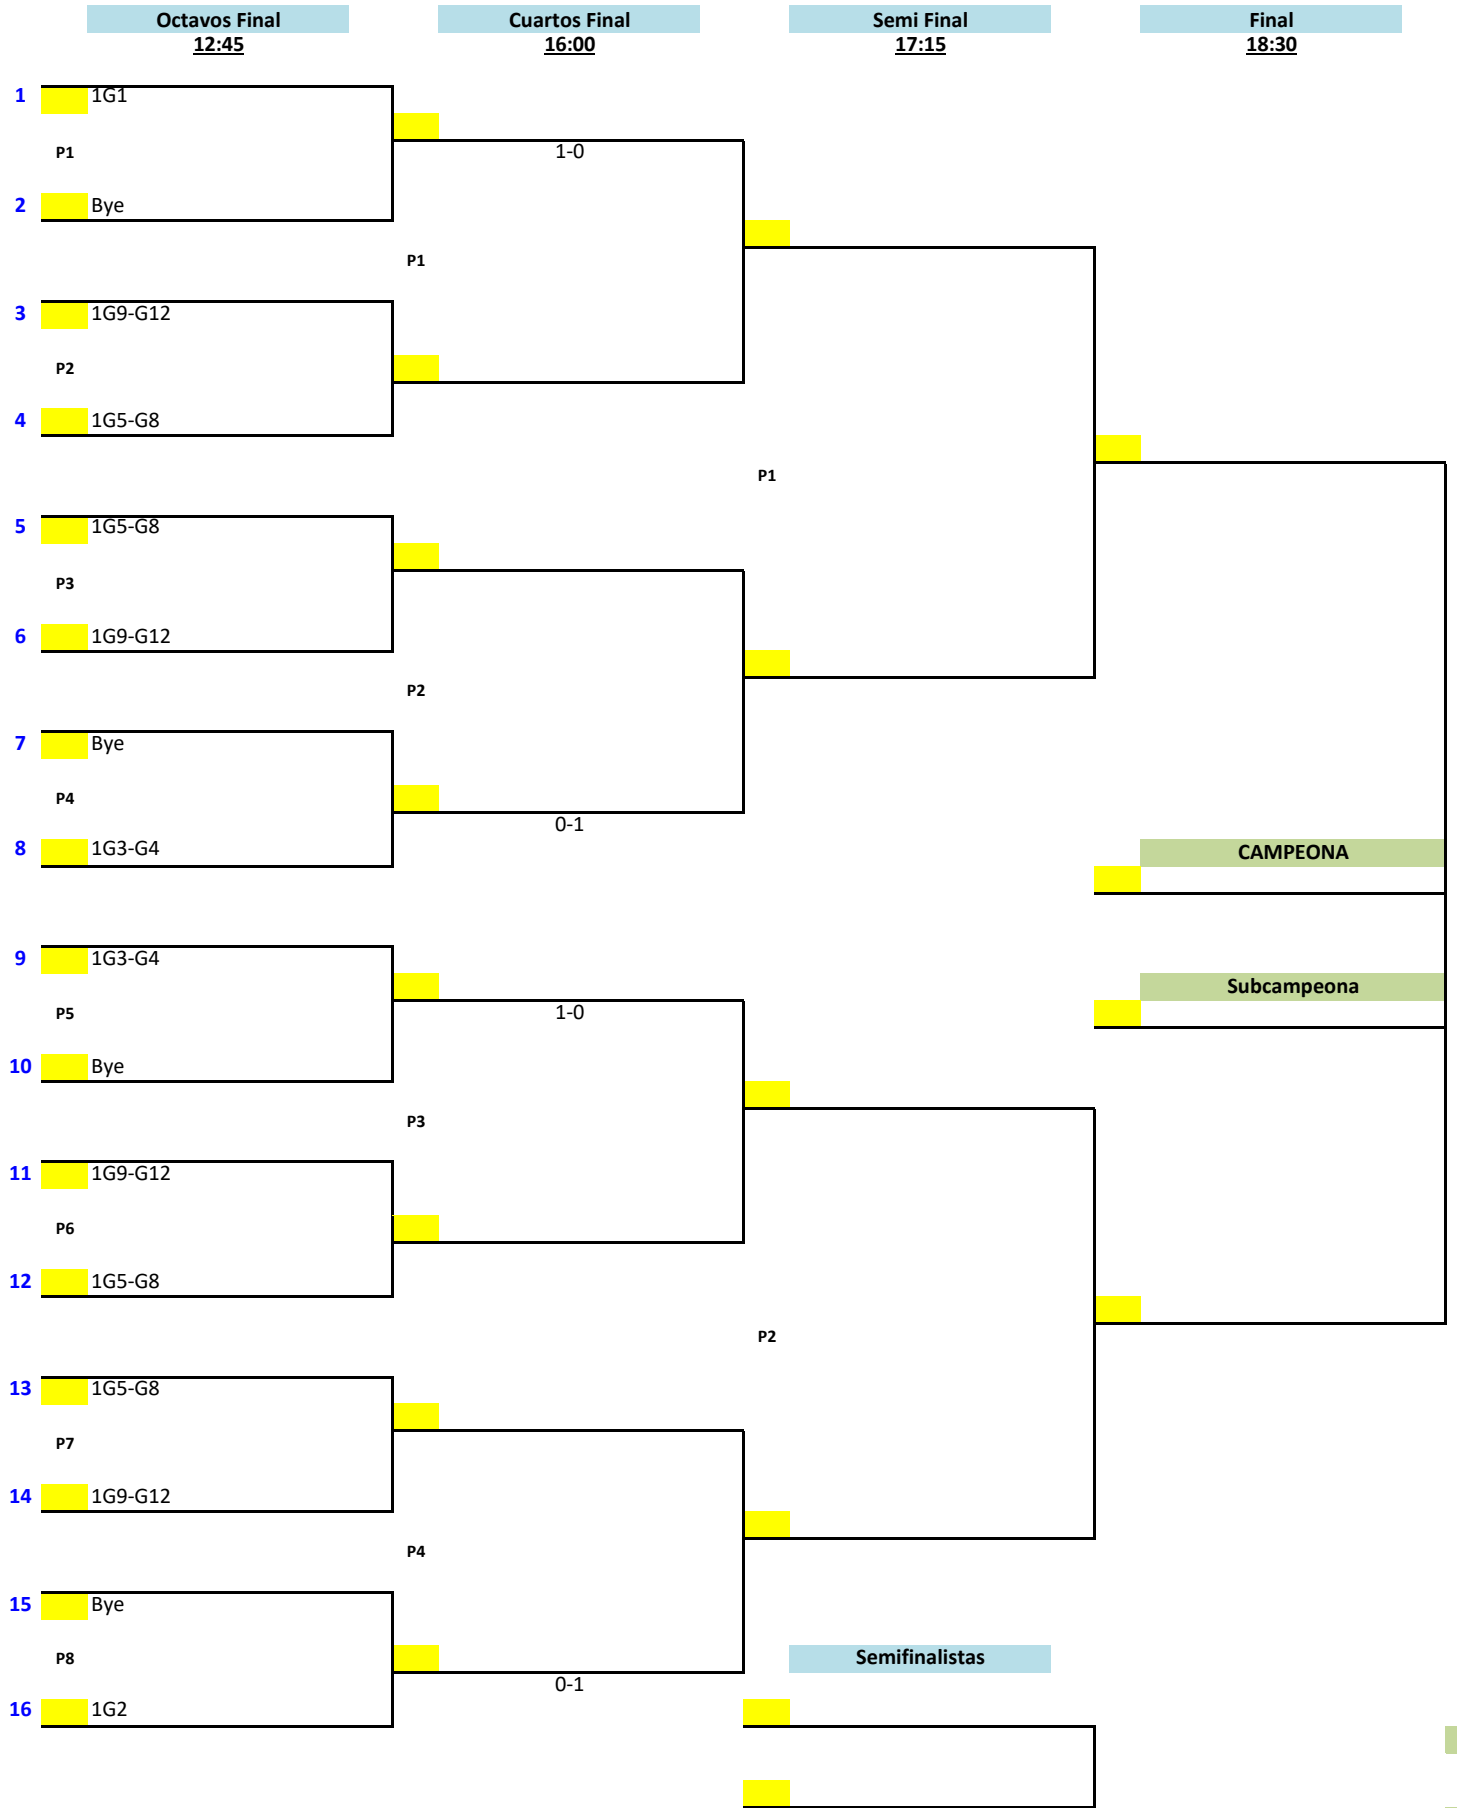 Octavos Final Cuartos Final Semi Final Final
12:45 16:00 17:15 18:30
1 1G1
P1 1-0
2 Bye
P1
3 1G9-G12
P2
4 1G5-G8
P1
5 1G5-G8
P3
6 1G9-G12
P2
7 Bye
P4
0-1
8 1G3-G4 CAMPEONA
9 1G3-G4
Subcampeona
P5 1-0
10 Bye
P3
11 1G9-G12
P6
12 1G5-G8
P2
13 1G5-G8
P7
14 1G9-G12
P4
15 Bye
P8 Semifinalistas
0-1
16 1G2